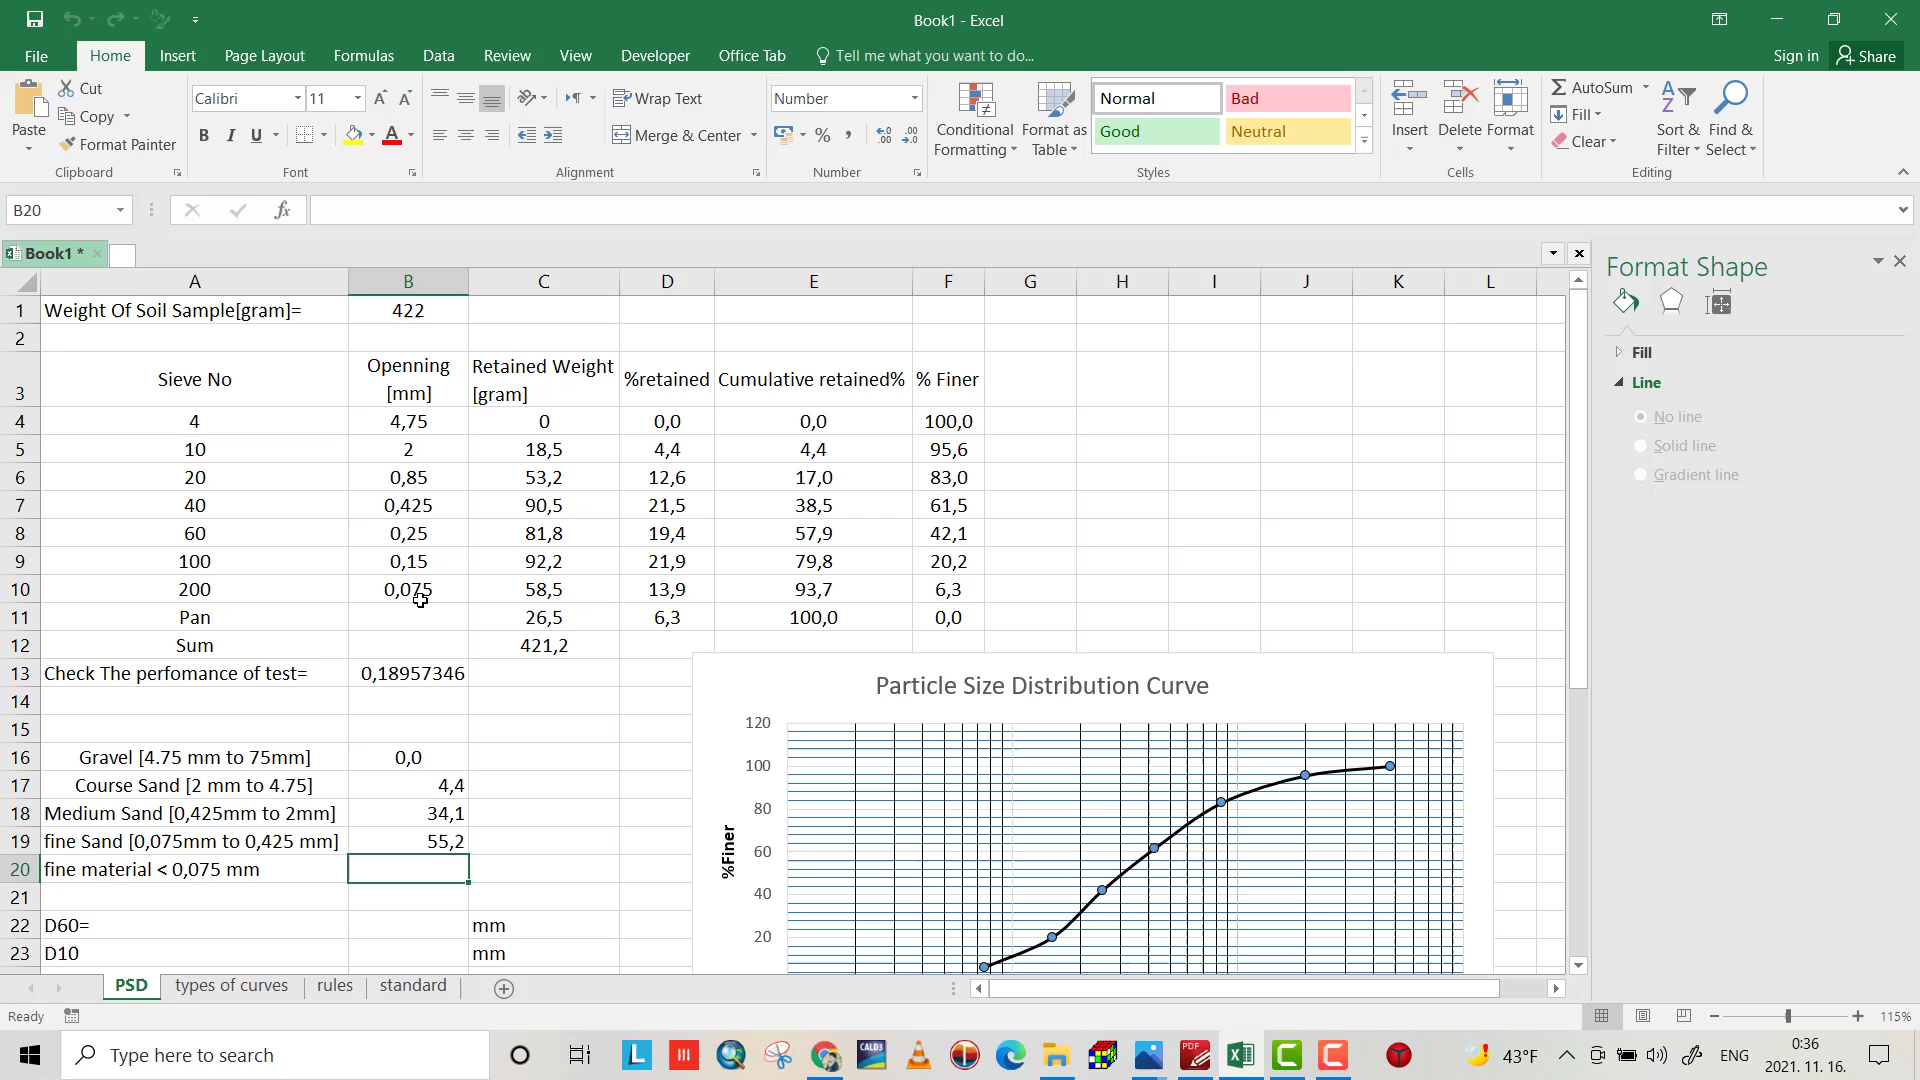 Book1 - Excel
File Home Insert Page Layout Formulas Data Review View Developer Office Tab Tell me what you want to do... Sign in Share
Paste
Cut
Copy
Format Painter
Clipboard
Calibri 11
B I U A
Font
Wrap Text
Merge & Center
Alignment
Number
%
Number
Conditional Formatting
Format as Table
Normal Bad
Good Neutral
Styles
Insert Delete Format
Cells
AutoSum
Fill
Clear
Sort & Filter
Find & Select
Editing
B20 fx
Book1 *
A B C D E F G H I J K L
1 Weight Of Soil Sample[gram]= 422
2
3 Sieve No Openning [mm] Retained Weight [gram] %retained Cumulative retained% % Finer
4 4 4,75 0 0,0 0,0 100,0
5 10 2 18,5 4,4 4,4 95,6
6 20 0,85 53,2 12,6 17,0 83,0
7 40 0,425 90,5 21,5 38,5 61,5
8 60 0,25 81,8 19,4 57,9 42,1
9 100 0,15 92,2 21,9 79,8 20,2
10 200 0,075 58,5 13,9 93,7 6,3
11 Pan 26,5 6,3 100,0 0,0
12 Sum 421,2
13 Check The perfomance of test= 0,18957346
14
15
16 Gravel [4.75 mm to 75mm] 0,0
17 Course Sand [2 mm to 4.75] 4,4
18 Medium Sand [0,425mm to 2mm] 34,1
19 fine Sand [0,075mm to 0,425 mm] 55,2
20 fine material < 0,075 mm
21
22 D60= mm
23 D10 mm
Particle Size Distribution Curve
120
100
80
60
40
20
%Finer
Format Shape
Fill
Line
No line
Solid line
Gradient line
PSD types of curves rules standard
Ready 115%
Type here to search
CALD3
PDF
43°F
ENG
0:36
2021. 11. 16.